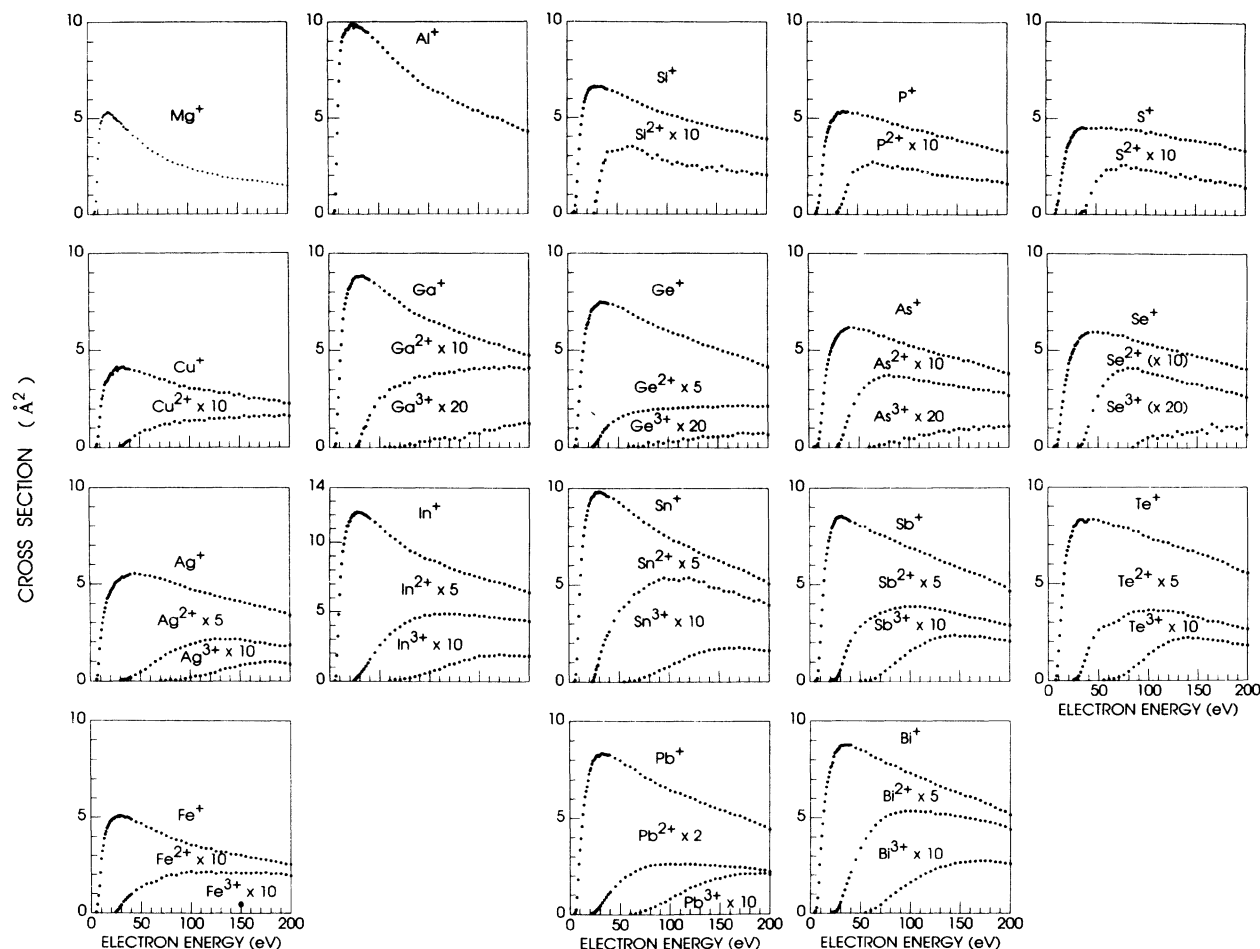 CROSS SECTION (Å²)
10
5
0
Mg⁺
10
5
0
Al⁺
10
5
0
SI⁺
SI²⁺ x 10
10
5
0
P⁺
P²⁺ x 10
10
5
0
S⁺
S²⁺ x 10
10
5
0
Cu⁺
Cu²⁺ x 10
10
5
0
Ga⁺
Ga²⁺ x 10
Ga³⁺ x 20
10
5
0
Ge⁺
Ge²⁺ x 5
Ge³⁺ x 20
10
5
0
As⁺
As²⁺ x 10
As³⁺ x 20
10
5
0
Se⁺
Se²⁺ (x 10)
Se³⁺ (x 20)
10
5
0
Ag⁺
Ag²⁺ x 5
Ag³⁺ x 10
14
12
10
8
6
4
2
0
In⁺
In²⁺ x 5
In³⁺ x 10
10
5
0
Sn⁺
Sn²⁺ x 5
Sn³⁺ x 10
10
5
0
Sb⁺
Sb²⁺ x 5
Sb³⁺ x 10
10
5
0
Te⁺
Te²⁺ x 5
Te³⁺ x 10
0 50 100 150 200
ELECTRON ENERGY (eV)
10
5
0
Fe⁺
Fe²⁺ x 10
Fe³⁺ x 10
0 50 100 150 200
ELECTRON ENERGY (eV)
10
5
0
Pb⁺
Pb²⁺ x 2
Pb³⁺ x 10
0 50 100 150 200
ELECTRON ENERGY (eV)
10
5
0
Bi⁺
Bi²⁺ x 5
Bi³⁺ x 10
0 50 100 150 200
ELECTRON ENERGY (eV)